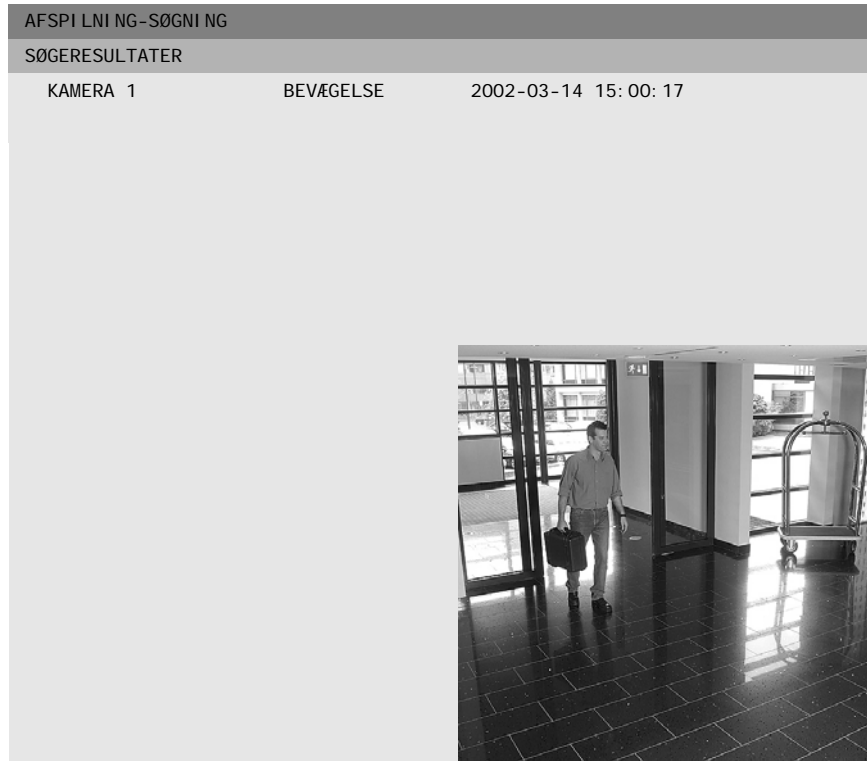 AFSPILNING-SØGNING
SØGERESULTATER
KAMERA 1 BEVÆGELSE 2002-03-14 15:00:17